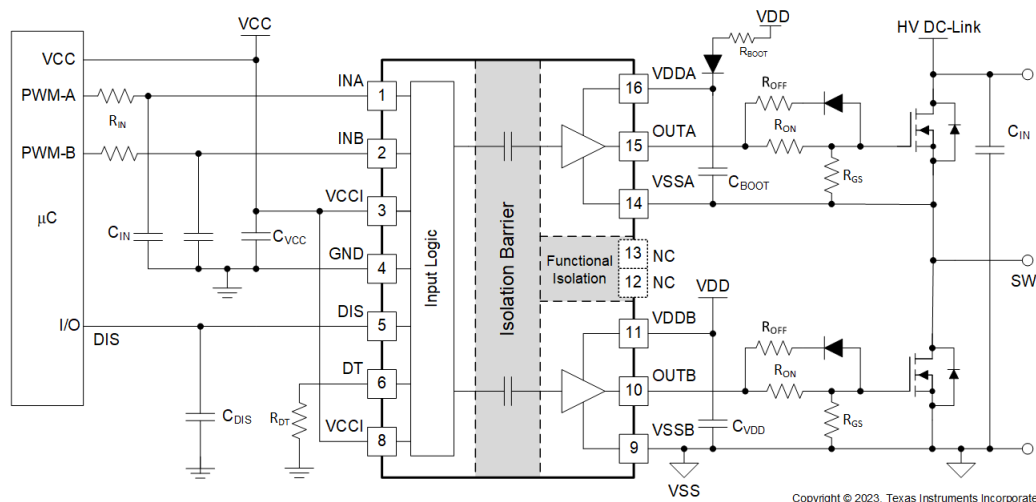 VCC
VDD
HV DC-Link
RBOOT
VCC
PWM-A
RIN
PWM-B
µC
CIN
CVCC
I/O
DIS
CDIS
RDT
INA
1
INB
2
VCCI
3
GND
4
DIS
5
DT
6
VCCI
8
Input Logic
Isolation Barrier
Functional
Isolation
VDDA
16
OUTA
15
VSSA
14
13
NC
12
NC
VDDB
11
OUTB
10
VSSB
9
CBOOT
ROFF
RON
RGS
CIN
SW
VDD
ROFF
RON
RGS
CVDD
VSS
Copyright © 2023, Texas Instruments Incorporate